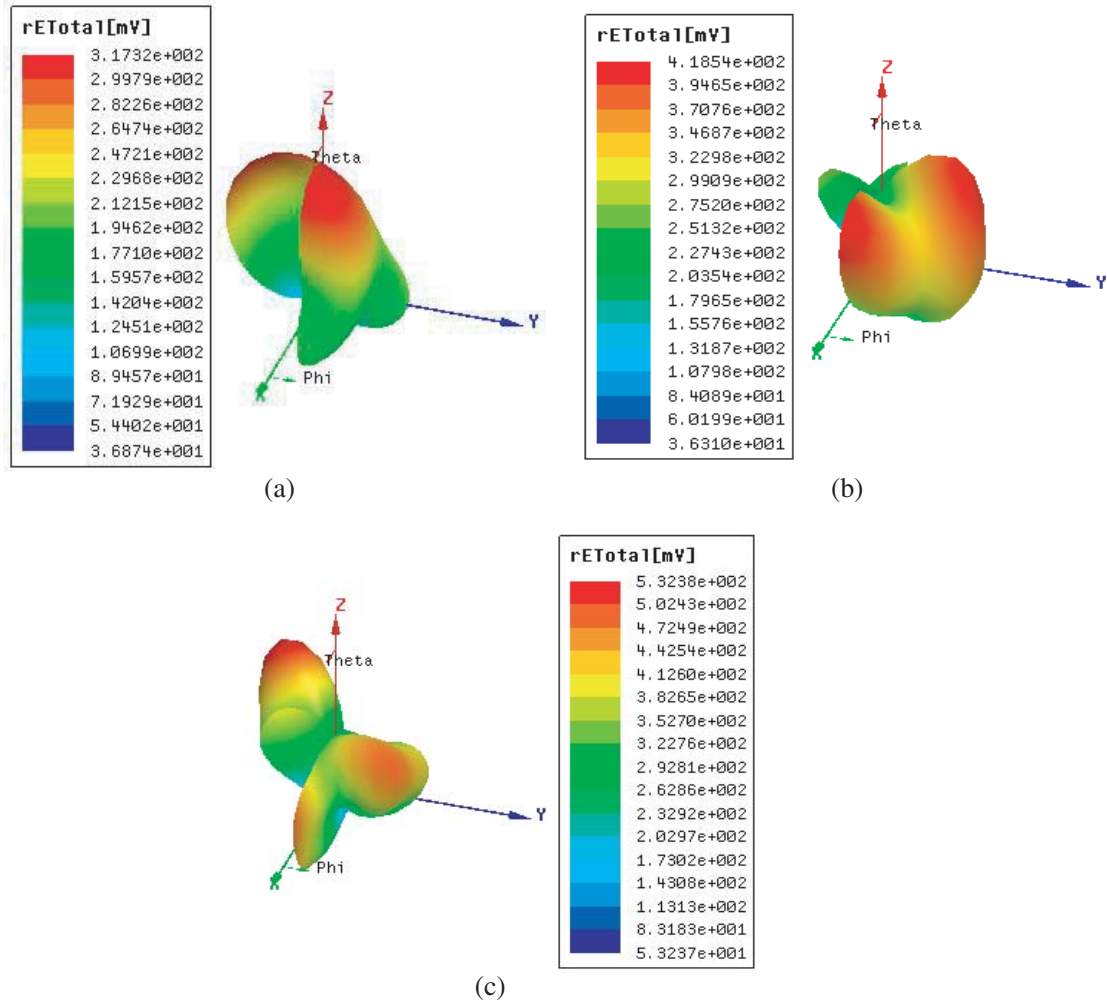 rETotal[mV]
3.1732e+002
2.9979e+002
2.8226e+002
2.6474e+002
2.4721e+002
2.2968e+002
2.1215e+002
1.9462e+002
1.7710e+002
1.5957e+002
1.4204e+002
1.2451e+002
1.0699e+002
8.9457e+001
7.1929e+001
5.4402e+001
3.6874e+001
Z
Theta
Y
Phi
X
(a)
rETotal[mV]
4.1854e+002
3.9465e+002
3.7076e+002
3.4687e+002
3.2298e+002
2.9909e+002
2.7520e+002
2.5132e+002
2.2743e+002
2.0354e+002
1.7965e+002
1.5576e+002
1.3187e+002
1.0798e+002
8.4089e+001
6.0199e+001
3.6310e+001
Z
Theta
Y
Phi
X
(b)
Z
Theta
Y
Phi
X
rETotal[mV]
5.3238e+002
5.0243e+002
4.7249e+002
4.4254e+002
4.1260e+002
3.8265e+002
3.5270e+002
3.2276e+002
2.9281e+002
2.6286e+002
2.3292e+002
2.0297e+002
1.7302e+002
1.4308e+002
1.1313e+002
8.3183e+001
5.3237e+001
(c)